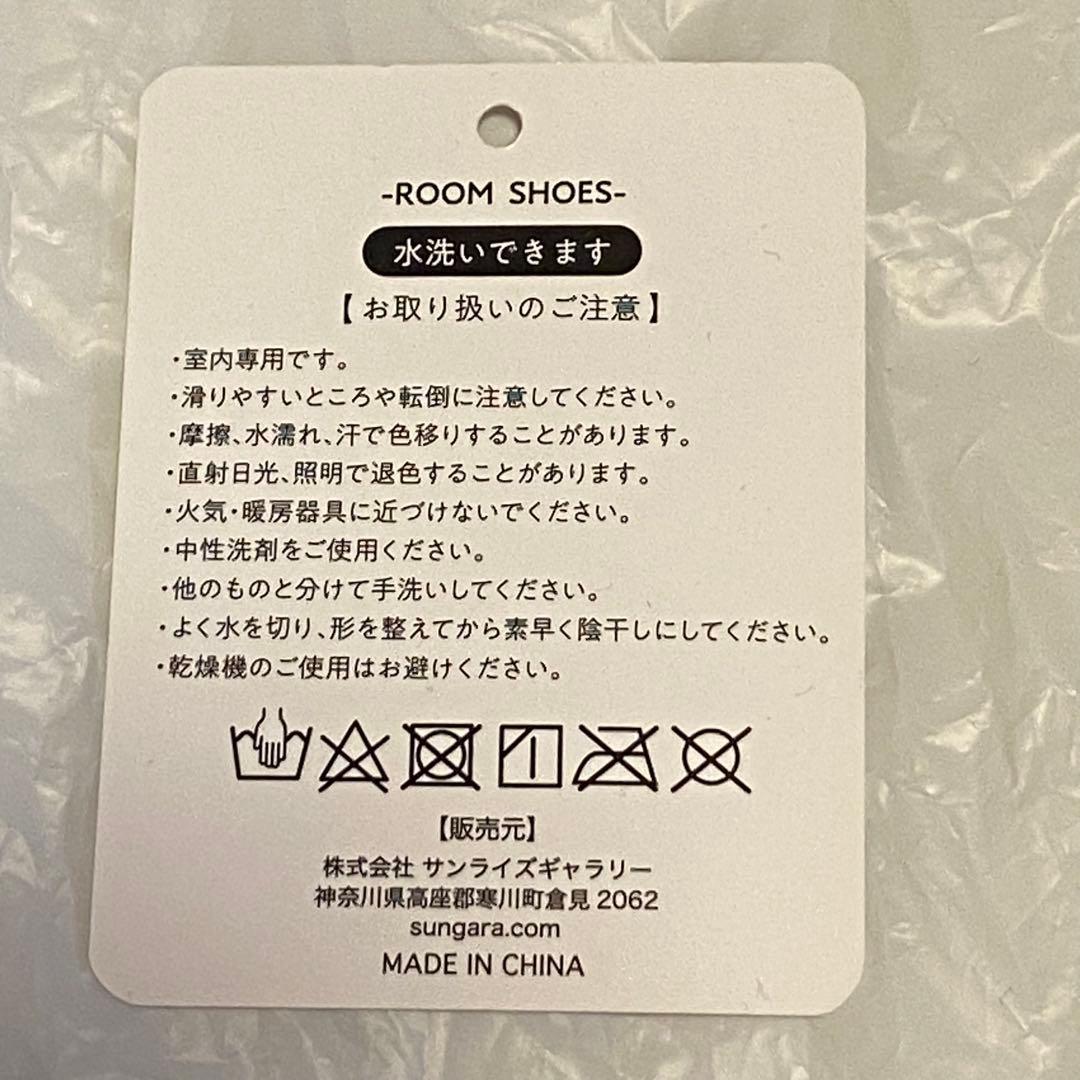 -ROOM SHOES-
水洗いできます
【お取り扱いのご注意】
・室内専用です。
・滑りやすいところや転倒に注意してください。
・摩擦、水濡れ、汗で色移りすることがあります。
・直射日光、照明で退色することがあります。
・火気・暖房器具に近づけないでください。
・中性洗剤をご使用ください。
・他のものと分けて手洗いしてください。
・よく水を切り、形を整えてから素早く陰干しにしてください。
・乾燥機のご使用はお避けください。
【販売元】
株式会社 サンライズギャラリー
神奈川県高座郡寒川町倉見 2062
sungara.com
MADE IN CHINA